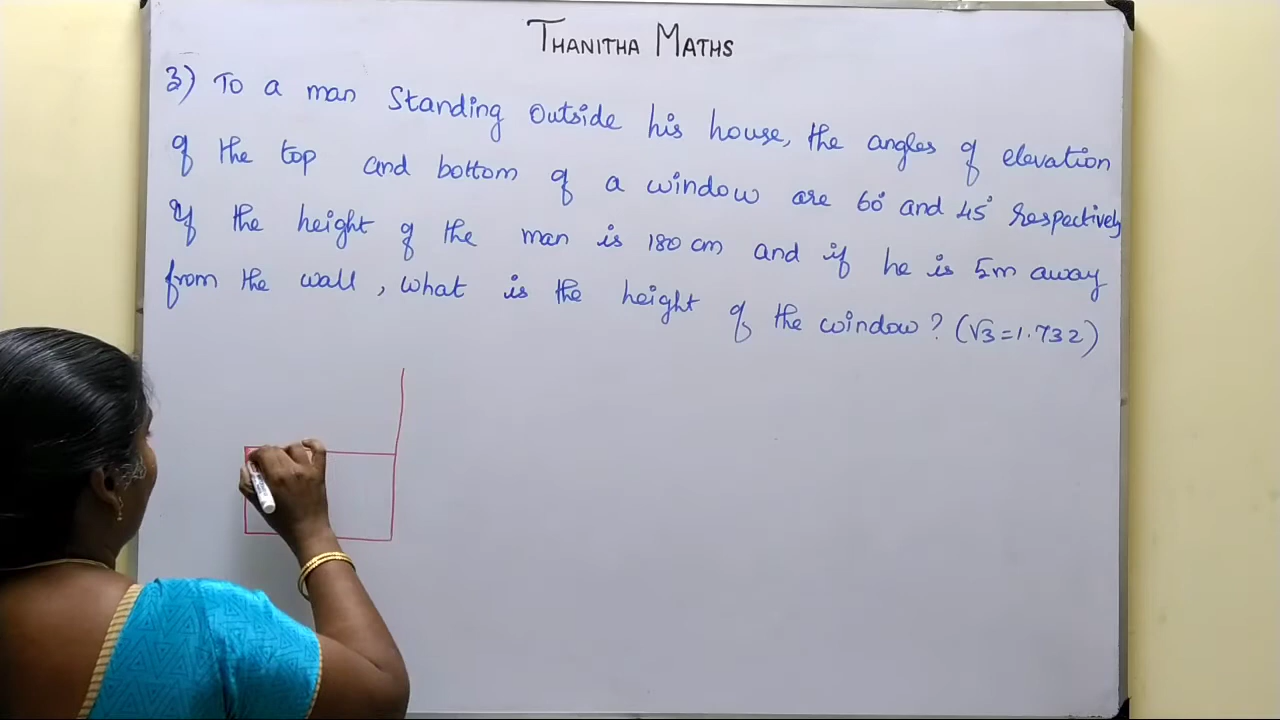 THANITHA MATHS
3) To a man standing outside his house, the angles of elevation
of the top and bottom of a window are 60° and 45° respectively
If the height of the man is 180 cm and if he is 5m away
from the wall, what is the height of the window? (√3=1.732)